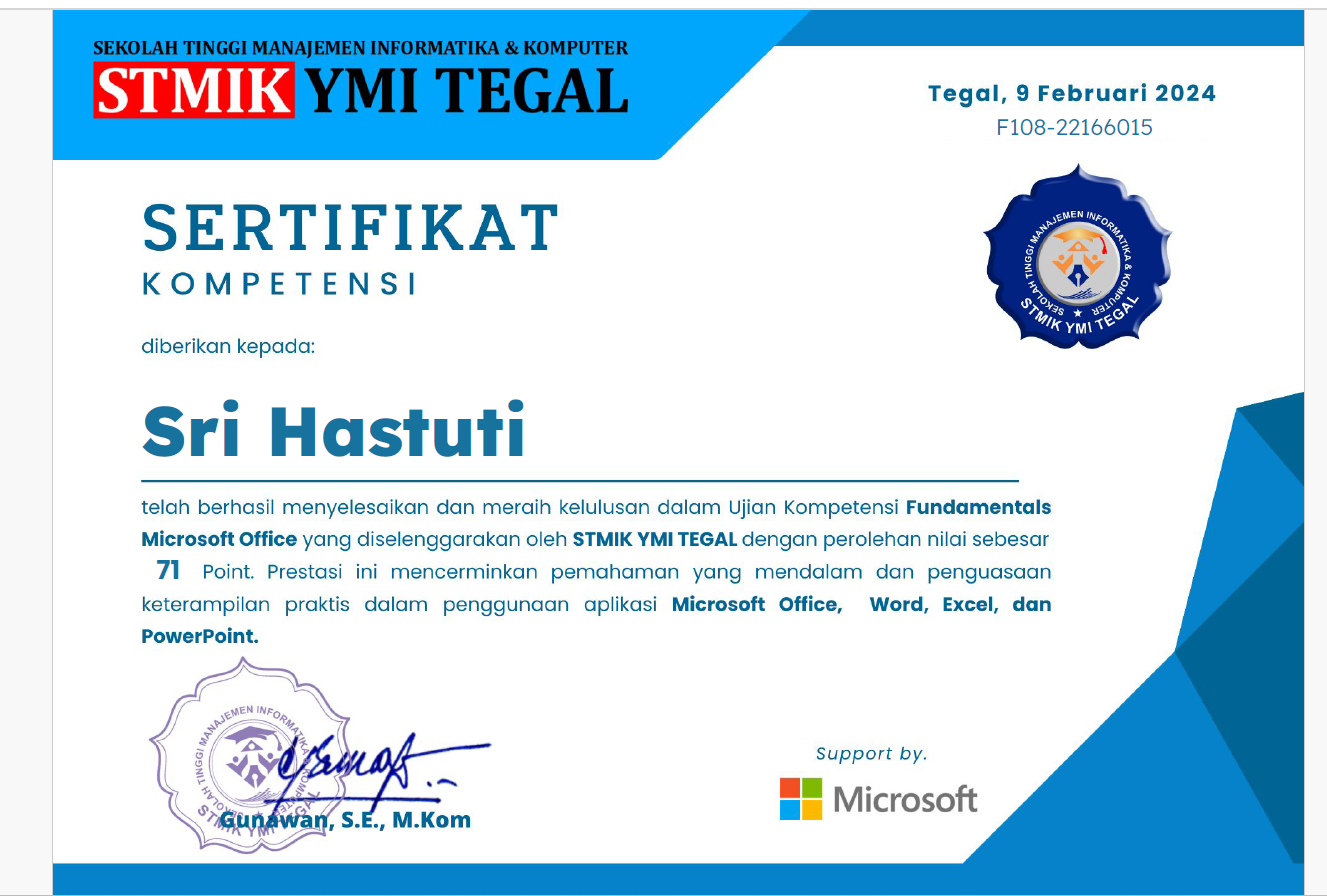 SEKOLAH TINGGI MANAJEMEN INFORMATIKA & KOMPUTER
STMIK YMI TEGAL
Tegal, 9 Februari 2024
F108-22166015
SEKOLAH TINGGI MANAJEMEN INFORMATIKA & KOMPUTER
STMIK YMI TEGAL
SERTIFIKAT
KOMPETENSI
diberikan kepada:
Sri Hastuti
telah berhasil menyelesaikan dan meraih kelulusan dalam Ujian Kompetensi Fundamentals
Microsoft Office yang diselenggarakan oleh STMIK YMI TEGAL dengan perolehan nilai sebesar
71 Point. Prestasi ini mencerminkan pemahaman yang mendalam dan penguasaan
keterampilan praktis dalam penggunaan aplikasi Microsoft Office, Word, Excel, dan
PowerPoint.
SEKOLAH TINGGI MANAJEMEN INFORMATIKA & KOMPUTER
STMIK YMI TEGAL
Gunawan, S.E., M.Kom
Support by.
Microsoft